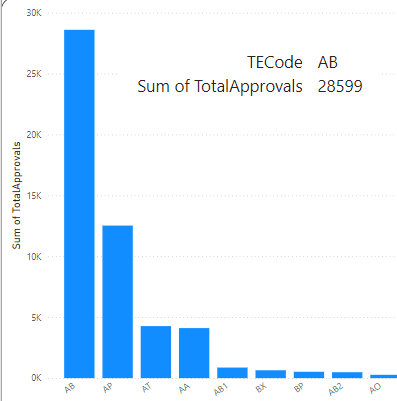 30K
TECode AB
Sum of TotalApprovals 28599
25K
20K
15K
10K
5K
0K
Sum of TotalApprovals
AB AP AT AA AB1 BX BP AB2 AO